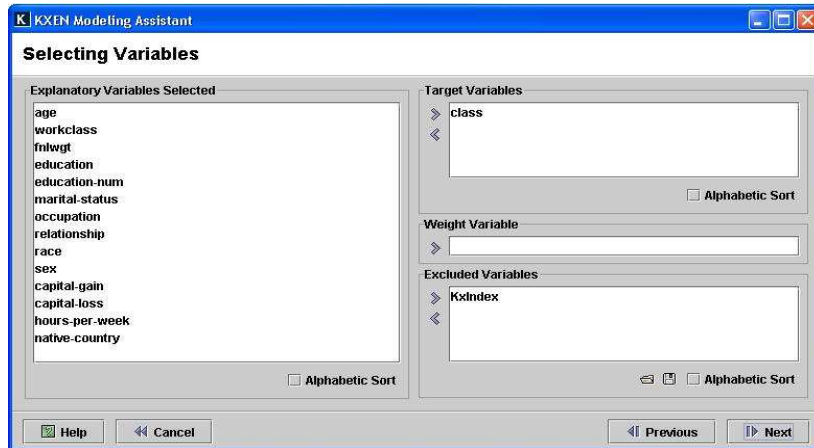 K KXEN Modeling Assistant
Selecting Variables
Explanatory Variables Selected
age
workclass
fnlwgt
education
education-num
marital-status
occupation
relationship
race
sex
capital-gain
capital-loss
hours-per-week
native-country
Alphabetic Sort
Target Variables
class
Alphabetic Sort
Weight Variable
Excluded Variables
KxIndex
Alphabetic Sort
Help
Cancel
Previous
Next